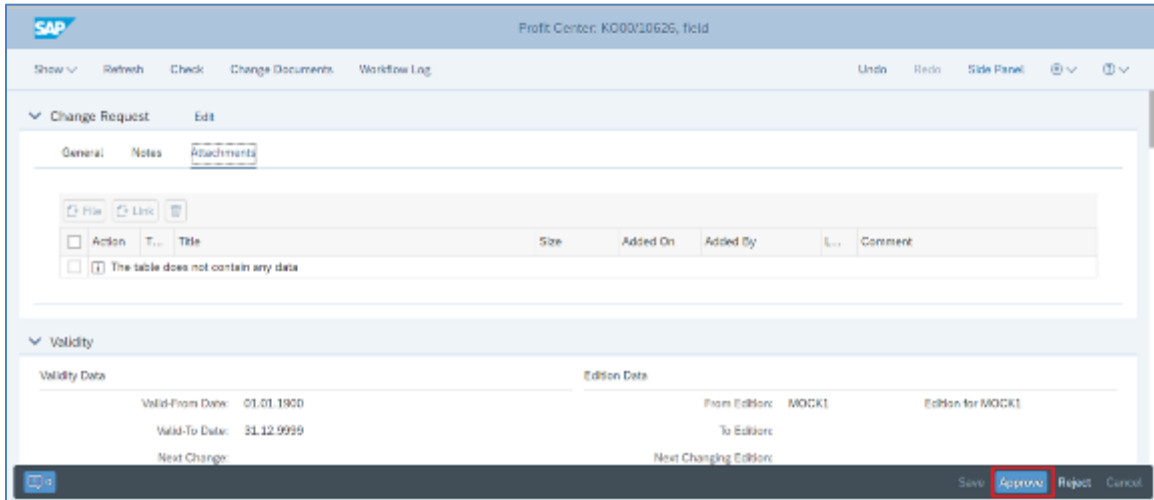 SAP Profit Center: KO00/10626, field
Show Refresh Check Change Documents Workflow Log Undo Redo Side Panel
Change Request Edit
General Notes Attachments
File Link
Action T... Title Size Added On Added By L... Comment
The table does not contain any data
Validity
Validity Data Edition Data
Valid-From Date: 01.01.1900 From Edition: MOCK1 Edition for MOCK1
Valid-To Date: 31.12.9999 To Edition:
Next Change: Next Changing Edition:
Save Approve Reject Cancel